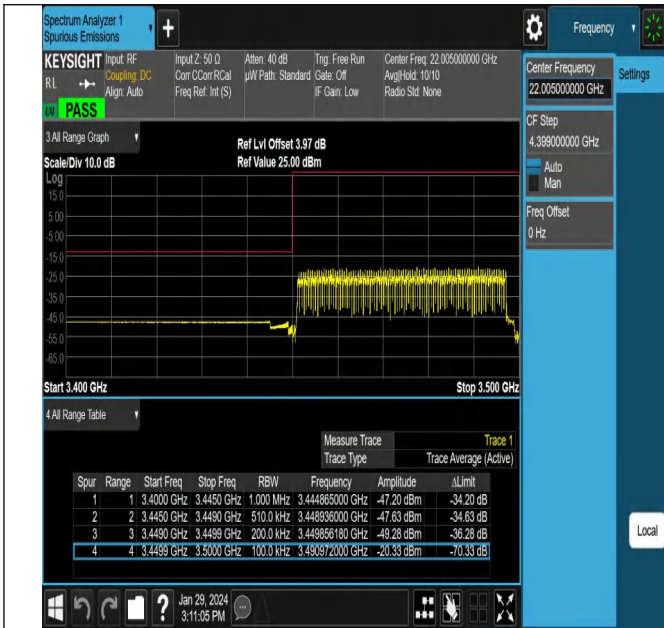 Spectrum Analyzer 1
Spurious Emissions
+
Frequency
KEYSIGHT
RL
Input: RF
Coupling: DC
Align: Auto
Input Z: 50 Ω
Corr CCorr RCal
Freq Ref: Int (S)
Atten: 40 dB
µW Path: Standard
Trig: Free Run
Gate: Off
IF Gain: Low
Center Freq: 22.005000000 GHz
Avg|Hold: 10/10
Radio Std: None
PASS
Center Frequency
22.005000000 GHz
Settings
CF Step
4.399000000 GHz
Auto
Man
Freq Offset
0 Hz
3 All Range Graph
Scale/Div 10.0 dB
Ref Lvl Offset 3.97 dB
Ref Value 25.00 dBm
Log
15.0
5.00
-5.00
-15.0
-25.0
-35.0
-45.0
-55.0
-65.0
Start 3.400 GHz
Stop 3.500 GHz
4 All Range Table
Measure Trace Trace 1
Trace Type Trace Average (Active)
Spur Range Start Freq Stop Freq RBW Frequency Amplitude ΔLimit
1 1 3.4000 GHz 3.4450 GHz 1.000 MHz 3.444865000 GHz -47.20 dBm -34.20 dB
2 2 3.4450 GHz 3.4490 GHz 510.0 kHz 3.448936000 GHz -47.63 dBm -34.63 dB
3 3 3.4490 GHz 3.4499 GHz 200.0 kHz 3.449856180 GHz -49.28 dBm -36.28 dB
4 4 3.4499 GHz 3.5000 GHz 100.0 kHz 3.490972000 GHz -20.33 dBm -70.33 dB
Local
?
Jan 29, 2024
3:11:05 PM